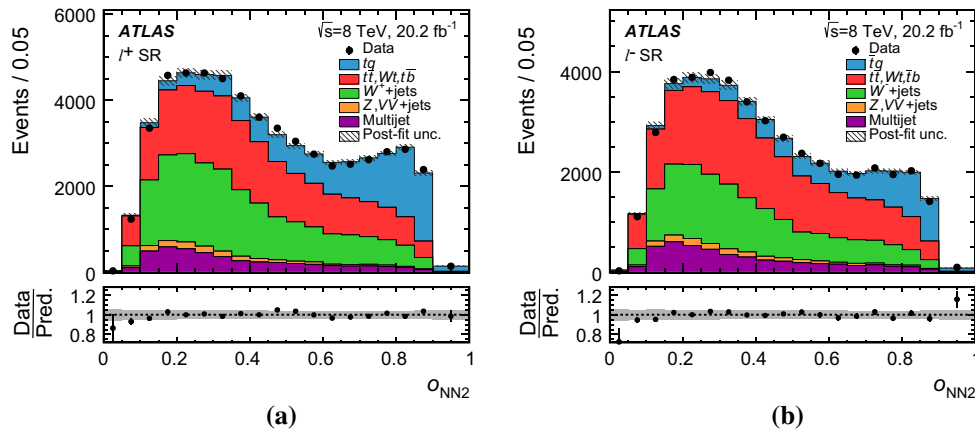 6000
4000
2000
0
Events / 0.05
ATLAS
l⁺ SR
√s=8 TeV, 20.2 fb⁻¹
Data
tq
tt̄,Wt,tb̄
W⁺+jets
Z,VV+jets
Multijet
Post-fit unc.
1.2
1
0.8
Data
Pred.
0 0.2 0.4 0.6 0.8 1
o_NN2
(a)
4000
2000
0
Events / 0.05
ATLAS
l⁻ SR
√s=8 TeV, 20.2 fb⁻¹
Data
t̄q
tt̄,Wt,t̄b
W⁻+jets
Z,VV+jets
Multijet
Post-fit unc.
1.2
1
0.8
Data
Pred.
0 0.2 0.4 0.6 0.8 1
o_NN2
(b)